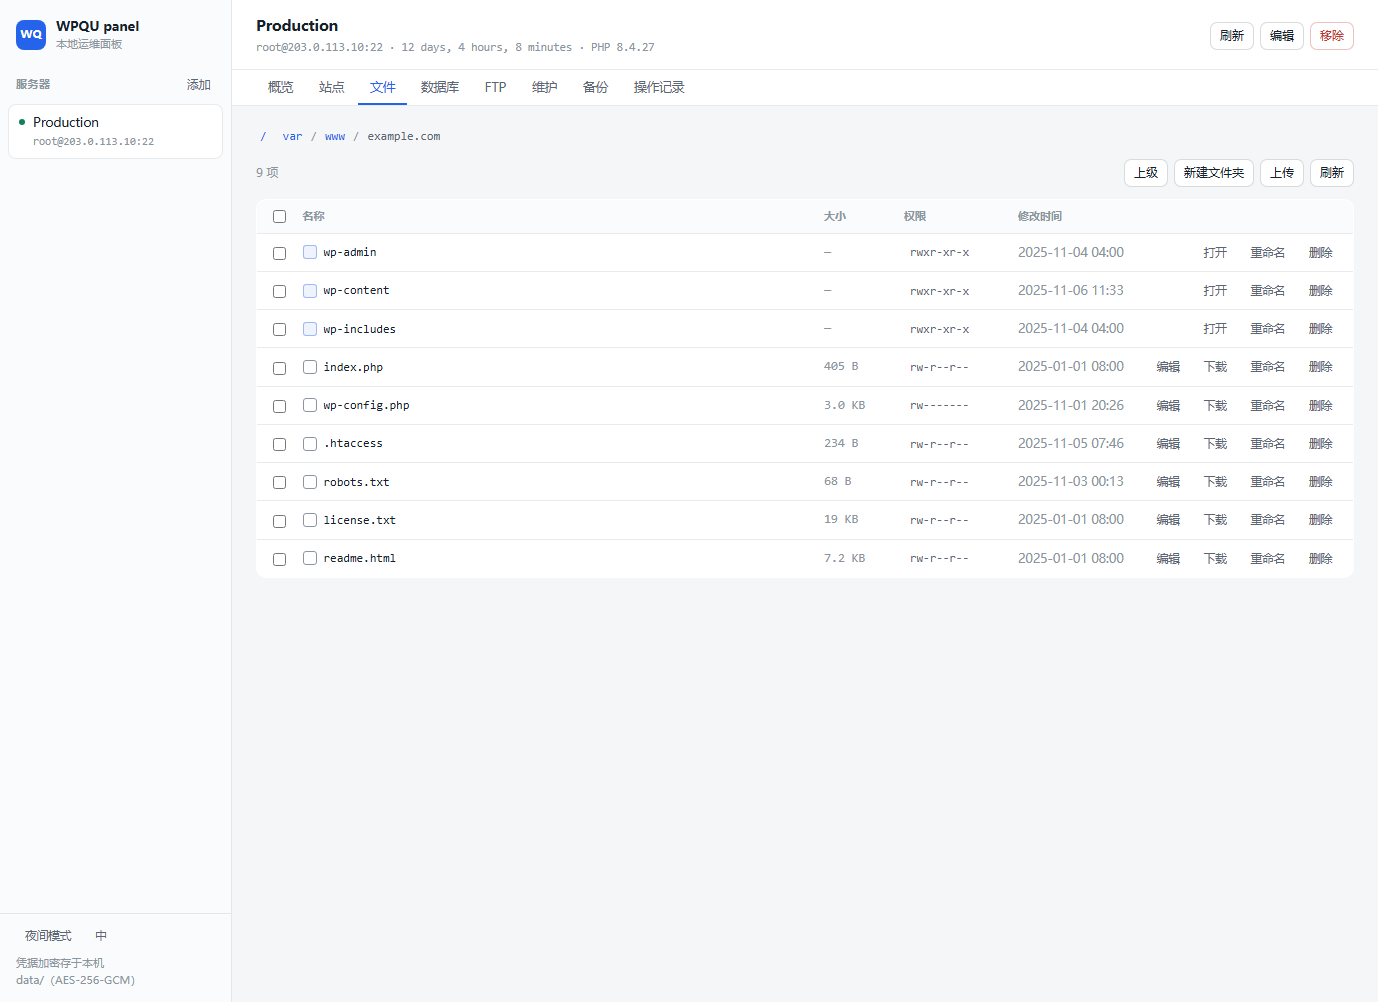 WQ
WPQU panel
本地运维面板
服务器 添加
Production
root@203.0.113.10:22
夜间模式 中
凭据加密存于本机
data/（AES-256-GCM）
Production
root@203.0.113.10:22 · 12 days, 4 hours, 8 minutes · PHP 8.4.27
刷新 编辑 移除
概览 站点 文件 数据库 FTP 维护 备份 操作记录
/ var / www / example.com
9 项
上级 新建文件夹 上传 刷新
名称 大小 权限 修改时间
wp-admin — rwxr-xr-x 2025-11-04 04:00 打开 重命名 删除
wp-content — rwxr-xr-x 2025-11-06 11:33 打开 重命名 删除
wp-includes — rwxr-xr-x 2025-11-04 04:00 打开 重命名 删除
index.php 405 B rw-r--r-- 2025-01-01 08:00 编辑 下载 重命名 删除
wp-config.php 3.0 KB rw------- 2025-11-01 20:26 编辑 下载 重命名 删除
.htaccess 234 B rw-r--r-- 2025-11-05 07:46 编辑 下载 重命名 删除
robots.txt 68 B rw-r--r-- 2025-11-03 00:13 编辑 下载 重命名 删除
license.txt 19 KB rw-r--r-- 2025-01-01 08:00 编辑 下载 重命名 删除
readme.html 7.2 KB rw-r--r-- 2025-01-01 08:00 编辑 下载 重命名 删除